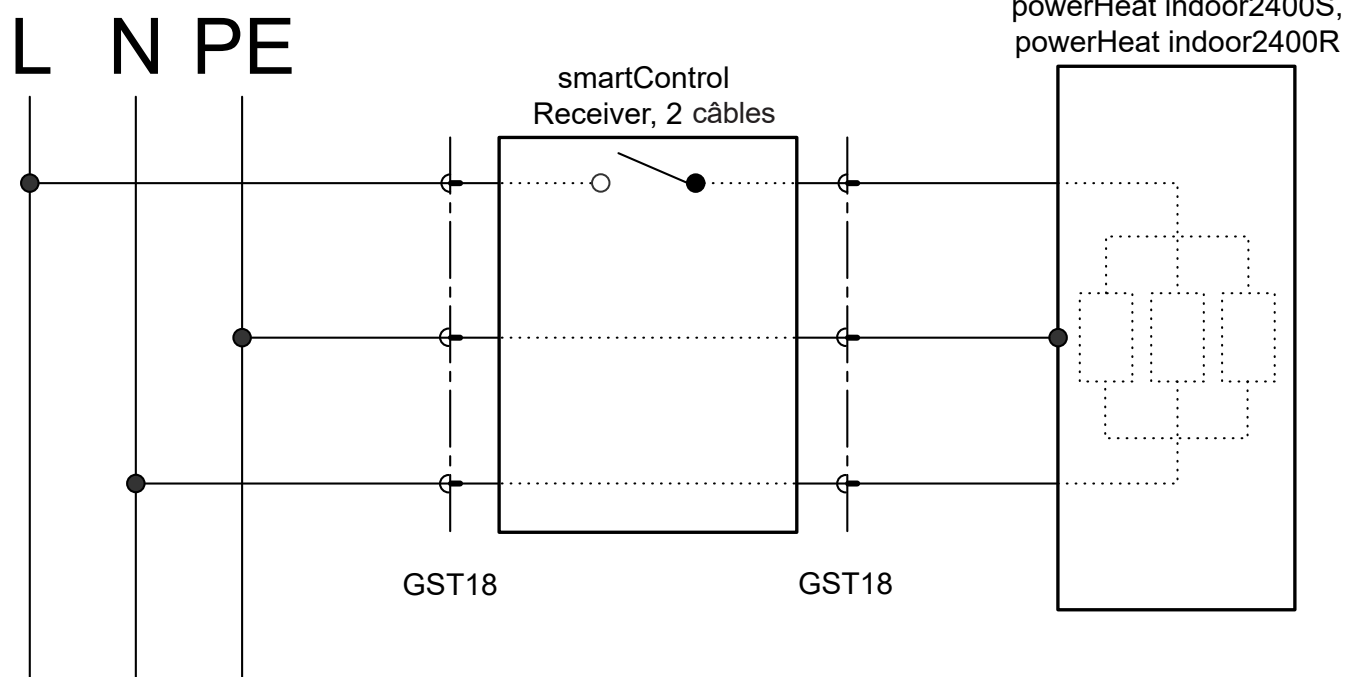 powerHeat indoor2400S,
powerHeat indoor2400R
L N PE
smartControl
Receiver, 2 câbles
GST18 GST18